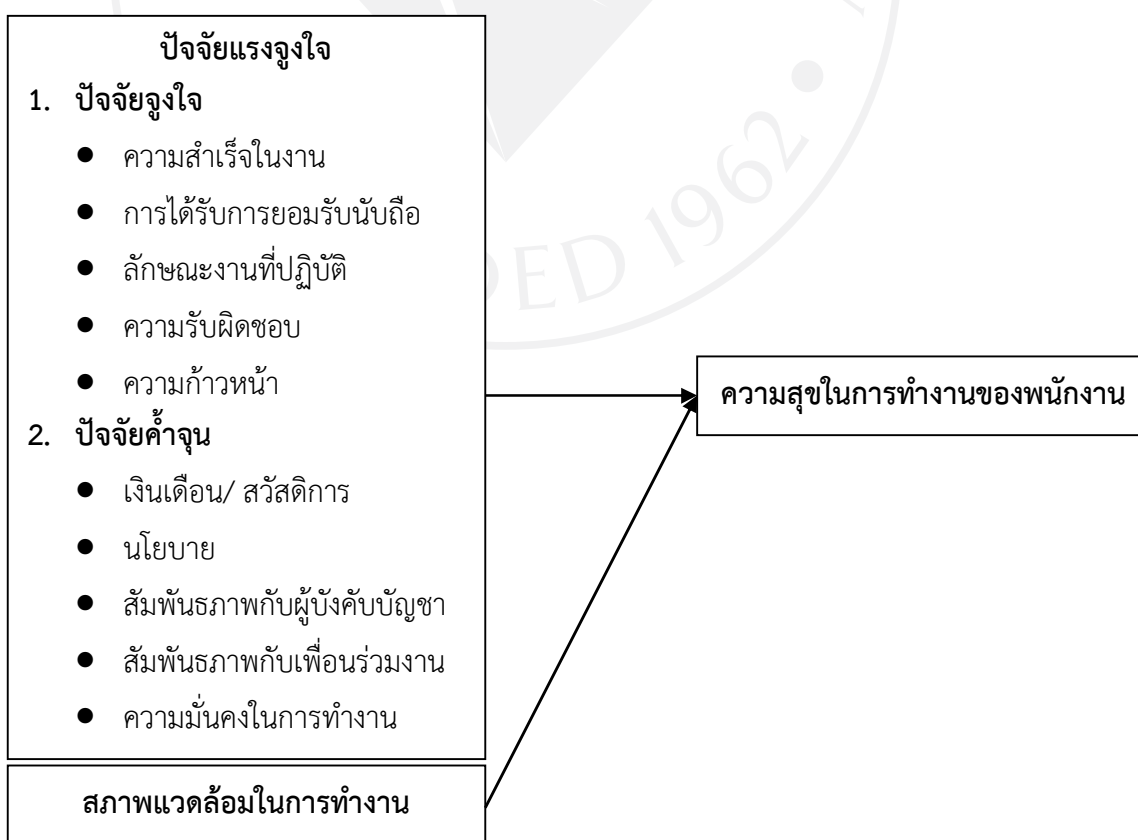 ปัจจัยแรงจูงใจ
1. ปัจจัยจูงใจ
● ความสำเร็จในงาน
● การได้รับการยอมรับนับถือ
● ลักษณะงานที่ปฏิบัติ
● ความรับผิดชอบ
● ความก้าวหน้า
2. ปัจจัยค้ำจุน
● เงินเดือน/ สวัสดิการ
● นโยบาย
● สัมพันธภาพกับผู้บังคับบัญชา
● สัมพันธภาพกับเพื่อนร่วมงาน
● ความมั่นคงในการทำงาน
สภาพแวดล้อมในการทำงาน
ความสุขในการทำงานของพนักงาน
1962